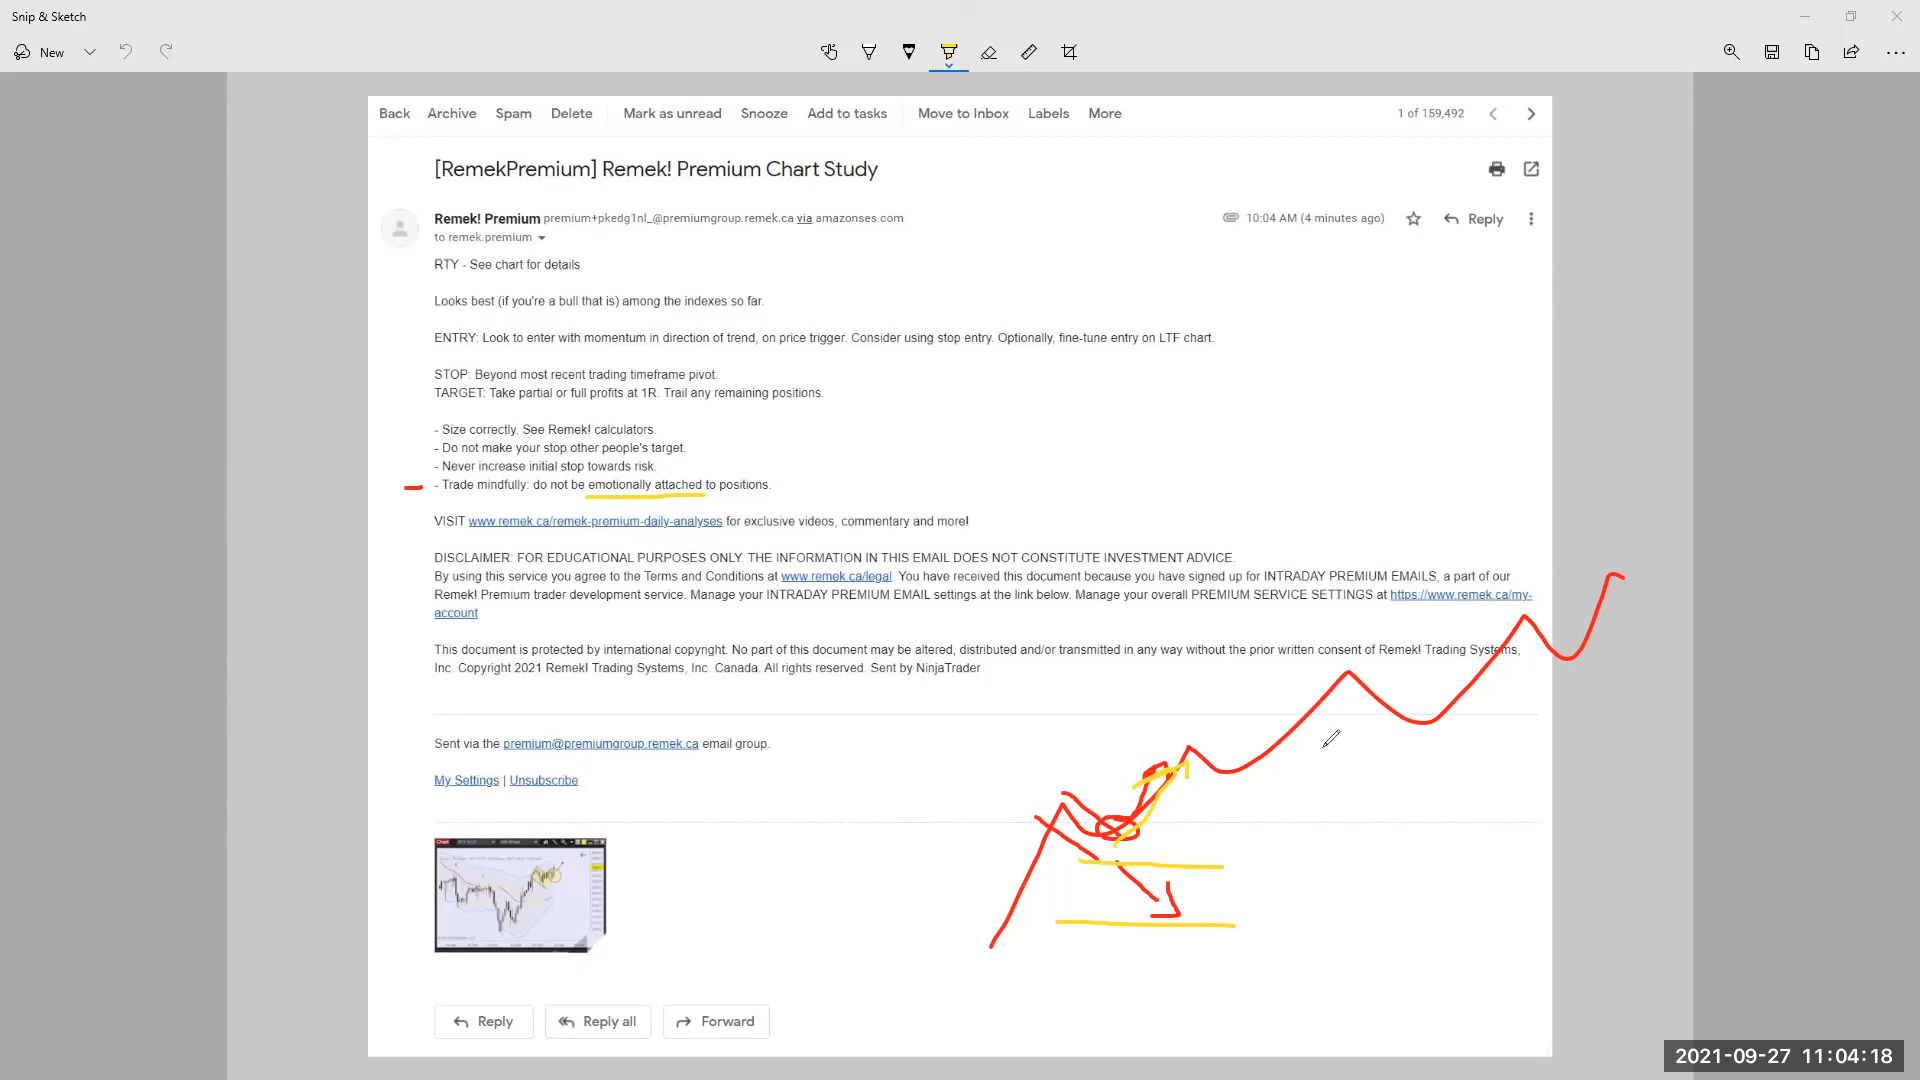 Snip & Sketch
New
Back Archive Spam Delete Mark as unread Snooze Add to tasks Move to Inbox Labels More 1 of 159,492
[RemekPremium] Remek! Premium Chart Study
Remek! Premium premium+pkedg1nl_@premiumgroup.remek.ca via amazonses.com 10:04 AM (4 minutes ago) Reply
to remek.premium
RTY - See chart for details
Looks best (if you're a bull that is) among the indexes so far.
ENTRY: Look to enter with momentum in direction of trend, on price trigger. Consider using stop entry. Optionally, fine-tune entry on LTF chart.
STOP: Beyond most recent trading timeframe pivot.
TARGET: Take partial or full profits at 1R. Trail any remaining positions.
- Size correctly. See Remek! calculators.
- Do not make your stop other people's target.
- Never increase initial stop towards risk.
- Trade mindfully: do not be emotionally attached to positions.
VISIT www.remek.ca/remek-premium-daily-analyses for exclusive videos, commentary and more!
DISCLAIMER: FOR EDUCATIONAL PURPOSES ONLY. THE INFORMATION IN THIS EMAIL DOES NOT CONSTITUTE INVESTMENT ADVICE.
By using this service you agree to the Terms and Conditions at www.remek.ca/legal. You have received this document because you have signed up for INTRADAY PREMIUM EMAILS, a part of our
Remek! Premium trader development service. Manage your INTRADAY PREMIUM EMAIL settings at the link below. Manage your overall PREMIUM SERVICE SETTINGS at https://www.remek.ca/my-
account
This document is protected by international copyright. No part of this document may be altered, distributed and/or transmitted in any way without the prior written consent of Remek! Trading Systems,
Inc. Copyright 2021 Remek! Trading Systems, Inc. Canada. All rights reserved. Sent by NinjaTrader
Sent via the premium@premiumgroup.remek.ca email group.
My Settings | Unsubscribe
Reply Reply all Forward
2021-09-27 11:04:18